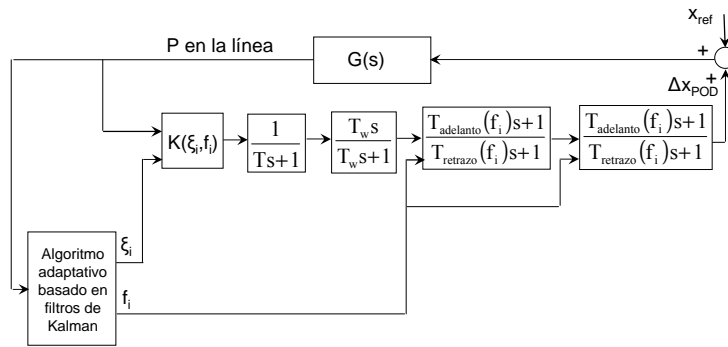 x_ref
P en la línea
G(s)
+
+
Δx_POD
K(ξ_i,f_i)
1
Ts+1
T_w s
T_w s+1
T_adelanto(f_i)s+1
T_retrazo(f_i)s+1
T_adelanto(f_i)s+1
T_retrazo(f_i)s+1
Algoritmo
adaptativo
basado en
filtros de
Kalman
ξ_i
f_i